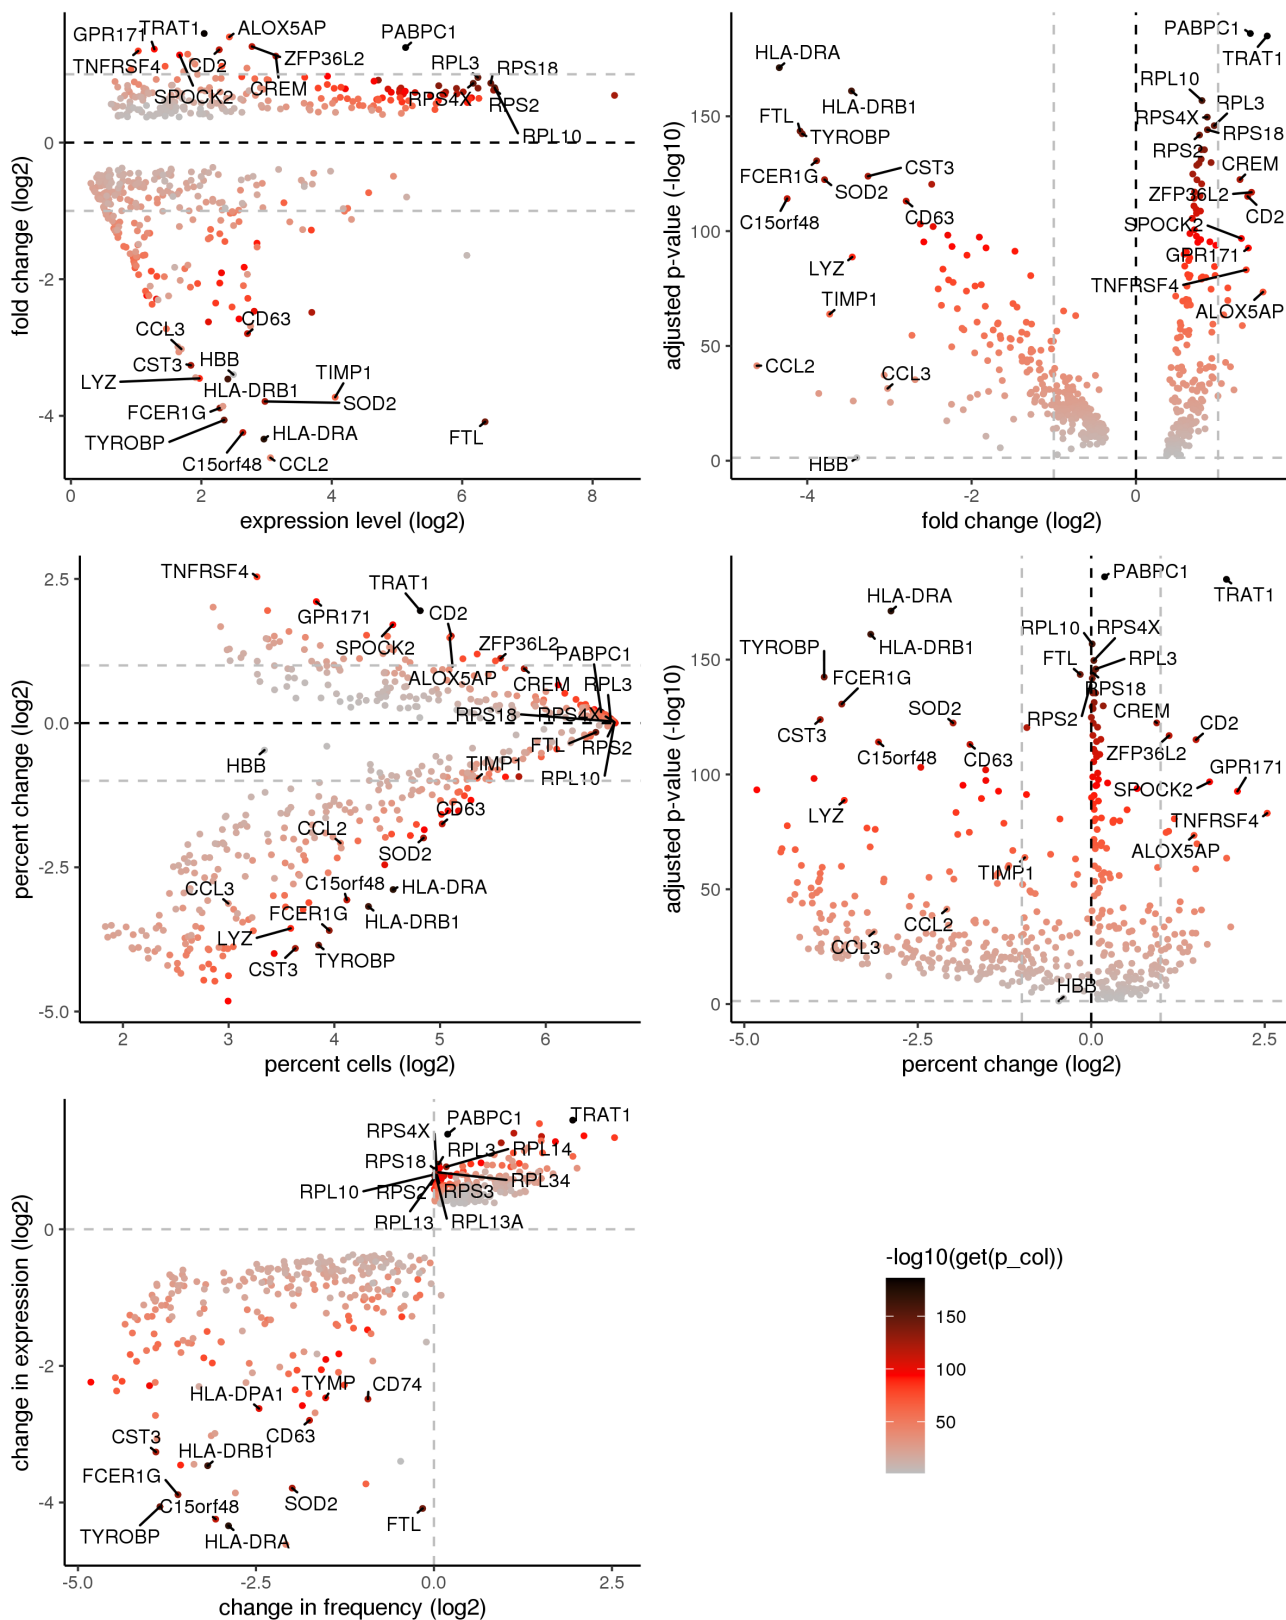 GPR171
TRAT1
ALOX5AP
PABPC1
TNFRSF4
CD2
ZFP36L2
RPL3
RPS18
SPOCK2
CREM
RPS4X
RPS2
RPL10
CCL3
CD63
CST3
HBB
LYZ
HLA-DRB1
TIMP1
FCER1G
SOD2
TYROBP
HLA-DRA
FTL
C15orf48
CCL2
0
-2
-4
0
2
4
6
8
expression level (log2)
fold change (log2)
PABPC1
HLA-DRA
TRAT1
RPL10
HLA-DRB1
RPL3
FTL
RPS4X
TYROBP
RPS18
RPS2
CST3
CREM
FCER1G
SOD2
ZFP36L2
C15orf48
CD63
CD2
SPOCK2
LYZ
GPR171
TNFRSF4
TIMP1
ALOX5AP
CCL2
CCL3
HBB
150
100
50
0
-4
-2
0
fold change (log2)
adjusted p-value (-log10)
TNFRSF4
TRAT1
GPR171
CD2
SPOCK2
ZFP36L2
PABPC1
ALOX5AP
CREM
RPL3
RPS18
RPS4X
FTL
RPS2
HBB
TIMP1
RPL10
CD63
CCL2
SOD2
CCL3
C15orf48
HLA-DRA
FCER1G
HLA-DRB1
LYZ
CST3
TYROBP
2.5
0.0
-2.5
-5.0
2
3
4
5
6
percent cells (log2)
percent change (log2)
PABPC1
HLA-DRA
TRAT1
RPL10
RPS4X
TYROBP
HLA-DRB1
FTL
RPL3
FCER1G
RPS18
SOD2
RPS2
CREM
CD2
CST3
C15orf48
CD63
ZFP36L2
GPR171
SPOCK2
LYZ
TNFRSF4
ALOX5AP
TIMP1
CCL2
CCL3
HBB
150
100
50
0
-5.0
-2.5
0.0
2.5
percent change (log2)
adjusted p-value (-log10)
RPS4X
PABPC1
TRAT1
RPS18
RPL3
RPL14
RPL10
RPS2
RPS3
RPL34
RPL13
RPL13A
HLA-DPA1
TYMP
CD74
CST3
CD63
HLA-DRB1
FCER1G
C15orf48
SOD2
TYROBP
HLA-DRA
FTL
0
-2
-4
-5.0
-2.5
0.0
2.5
change in frequency (log2)
change in expression (log2)
-log10(get(p_col))
150
100
50